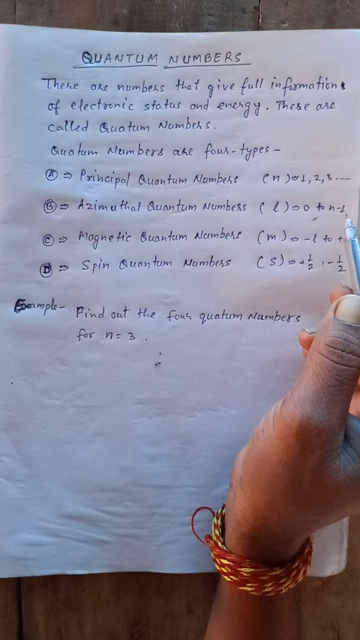 QUANTUM NUMBERS
There are numbers that give full information
of electronic status and energy. These are
called Quatum Numbers.
Quatum Numbers are four-types -
(A) ⇒ Principal Quantum Numbers (n) ⇒ 1, 2, 3 ---
(B) ⇒ Azimuthal Quantum Numbers (l) ⇒ 0 to n-1
(C) ⇒ Magnetic Quantum Numbers (m) ⇒ -l to +
(D) ⇒ Spin Quantum Numbers (S) ⇒ +1/2, -1/2
Example- Find out the four quatum Numbers
for n = 3.